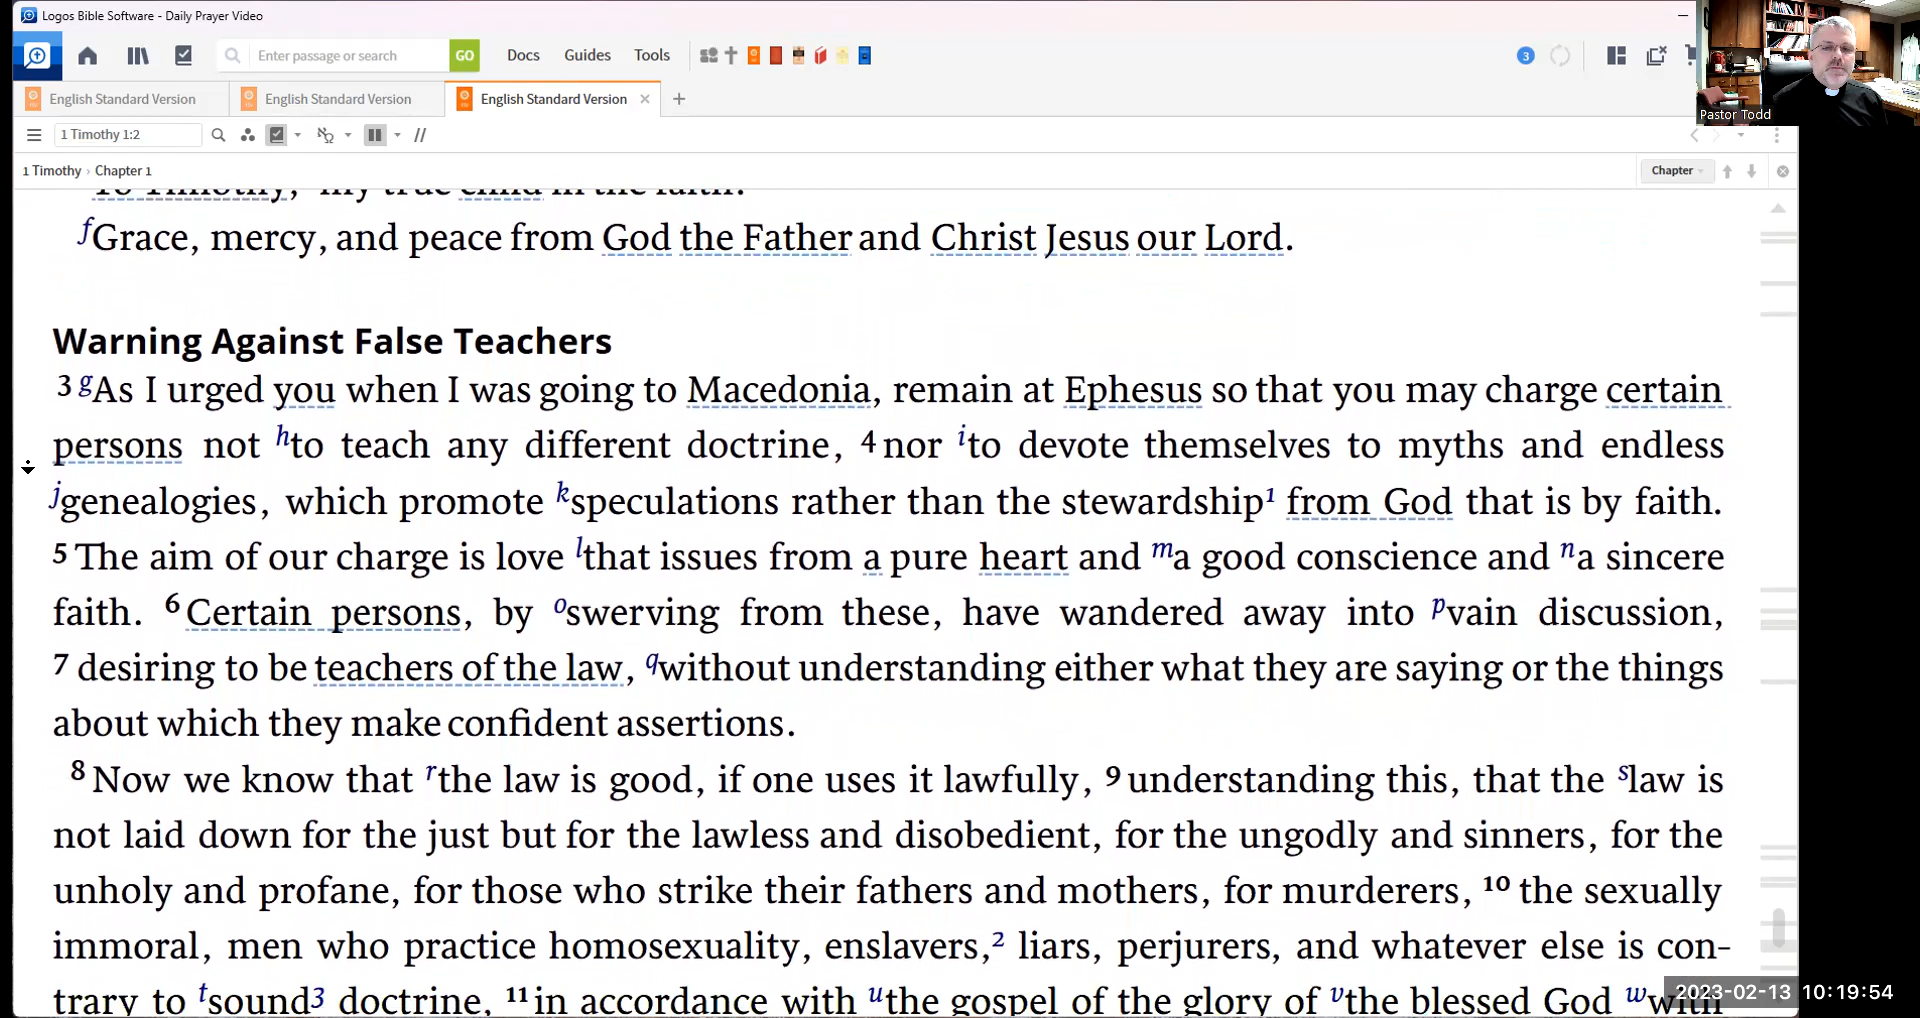 Logos Bible Software - Daily Prayer Video
Enter passage or search GO Docs Guides Tools 3
English Standard Version English Standard Version English Standard Version
1 Timothy 1:2
Pastor Todd
1 Timothy › Chapter 1 Chapter
To Timothy, my true child in the faith:
fGrace, mercy, and peace from God the Father and Christ Jesus our Lord.
Warning Against False Teachers
3 gAs I urged you when I was going to Macedonia, remain at Ephesus so that you may charge certain
persons not hto teach any different doctrine, 4 nor ito devote themselves to myths and endless
jgenealogies, which promote kspeculations rather than the stewardship1 from God that is by faith.
5 The aim of our charge is love lthat issues from a pure heart and ma good conscience and na sincere
faith. 6 Certain persons, by oswerving from these, have wandered away into pvain discussion,
7 desiring to be teachers of the law, qwithout understanding either what they are saying or the things
about which they make confident assertions.
8 Now we know that rthe law is good, if one uses it lawfully, 9 understanding this, that the slaw is
not laid down for the just but for the lawless and disobedient, for the ungodly and sinners, for the
unholy and profane, for those who strike their fathers and mothers, for murderers, 10 the sexually
immoral, men who practice homosexuality, enslavers,2 liars, perjurers, and whatever else is con-
trary to tsound3 doctrine, 11 in accordance with uthe gospel of the glory of vthe blessed God wwith
2023-02-13 10:19:54